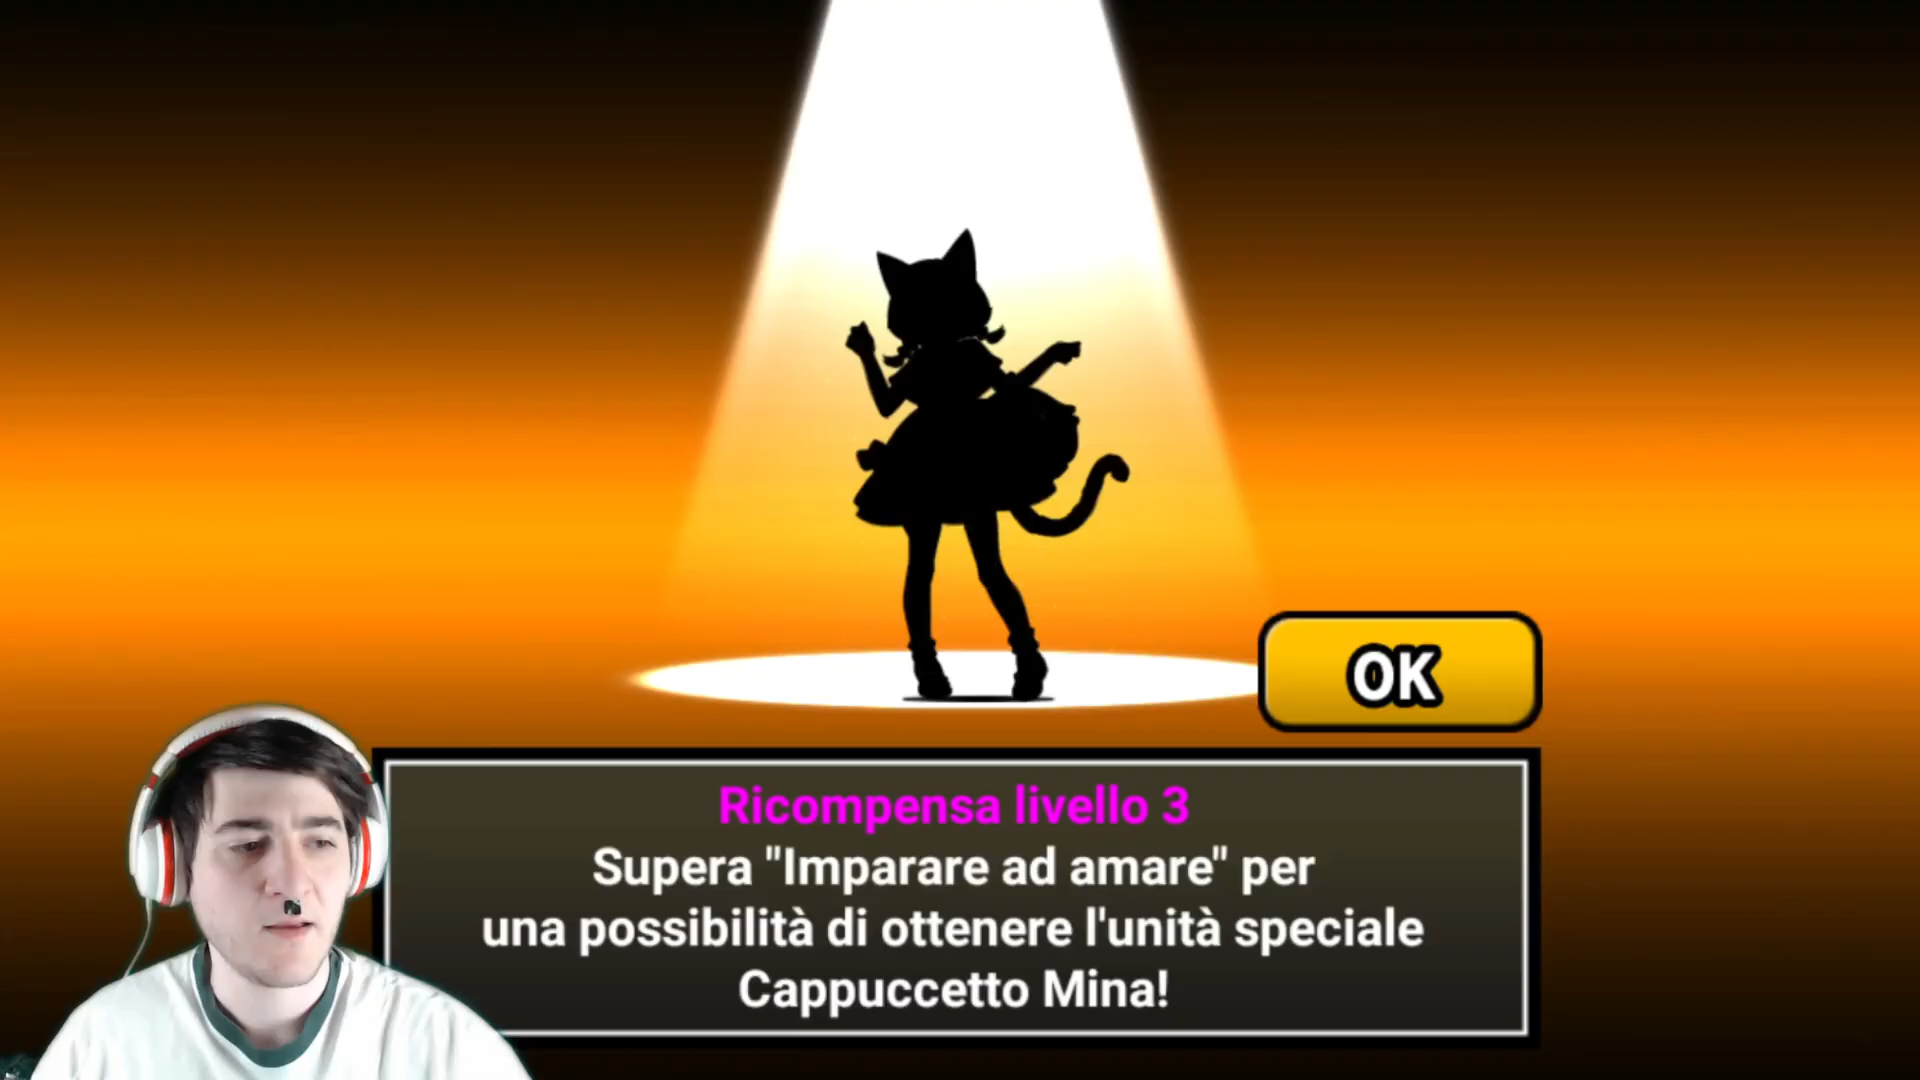 OK
Ricompensa livello 3
Supera "Imparare ad amare" per
una possibilità di ottenere l'unità speciale
Cappuccetto Mina!